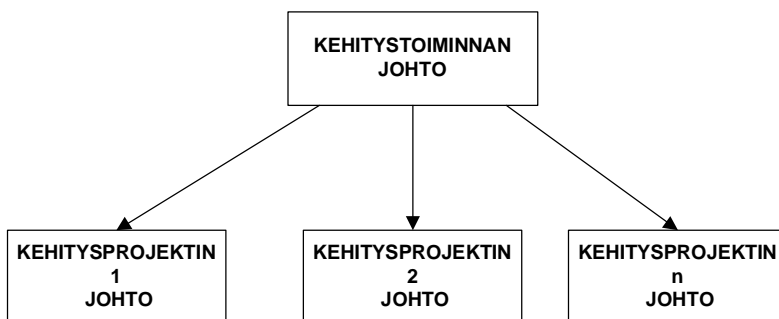 KEHITYSTOIMINNAN
JOHTO
KEHITYSPROJEKTIN
1
JOHTO
KEHITYSPROJEKTIN
2
JOHTO
KEHITYSPROJEKTIN
n
JOHTO